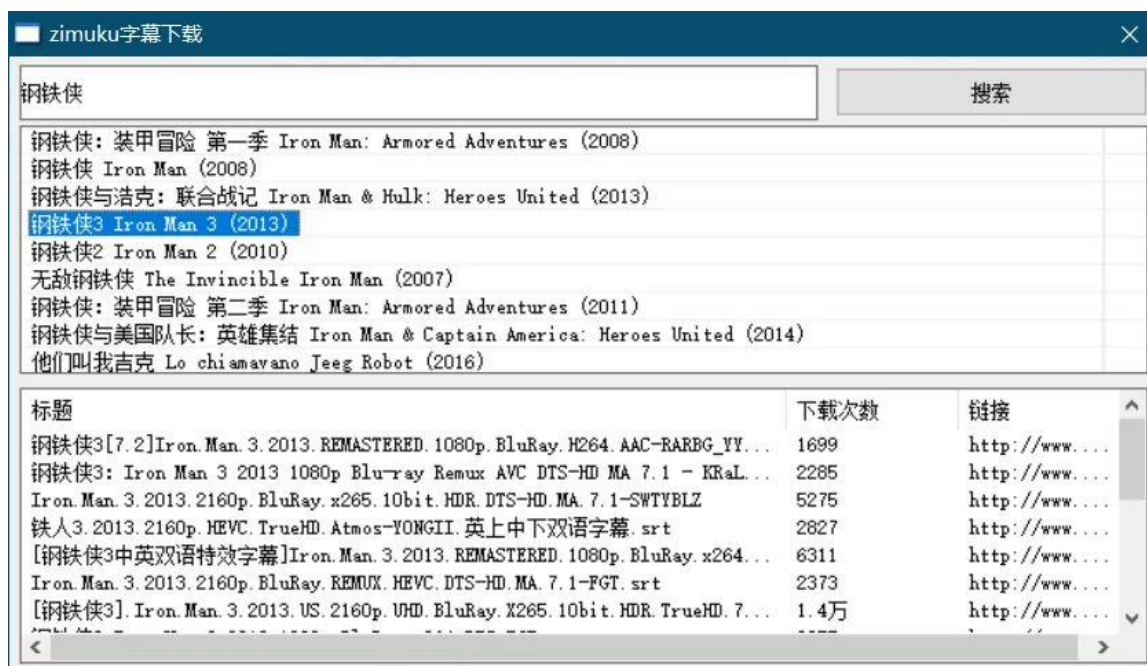 zimuku字幕下载
钢铁侠 搜索
钢铁侠: 装甲冒险 第一季 Iron Man: Armored Adventures (2008)
钢铁侠 Iron Man (2008)
钢铁侠与浩克: 联合战记 Iron Man & Hulk: Heroes United (2013)
钢铁侠3 Iron Man 3 (2013)
钢铁侠2 Iron Man 2 (2010)
无敌钢铁侠 The Invincible Iron Man (2007)
钢铁侠: 装甲冒险 第二季 Iron Man: Armored Adventures (2011)
钢铁侠与美国队长: 英雄集结 Iron Man & Captain America: Heroes United (2014)
他们叫我吉克 Lo chiamavano Jeeg Robot (2016)
标题 下载次数 链接
钢铁侠3[7.2]Iron.Man.3.2013.REMASTERED.1080p.BluRay.H264.AAC-RARBG_YY... 1699 http://www....
钢铁侠3: Iron Man 3 2013 1080p Blu-ray Remux AVC DTS-HD MA 7.1 - KRaL... 2285 http://www....
Iron.Man.3.2013.2160p.BluRay.x265.10bit.HDR.DTS-HD.MA.7.1-SWTYBLZ 5275 http://www....
铁人3.2013.2160p.HEVC.TrueHD.Atmos-YONGII.英上中下双语字幕.srt 2827 http://www....
[钢铁侠3中英双语特效字幕]Iron.Man.3.2013.REMASTERED.1080p.BluRay.x264... 6311 http://www....
Iron.Man.3.2013.2160p.BluRay.REMUX.HEVC.DTS-HD.MA.7.1-FGT.srt 2373 http://www....
[钢铁侠3].Iron.Man.3.2013.US.2160p.UHD.BluRay.X265.10bit.HDR.TrueHD.7... 1.4万 http://www....